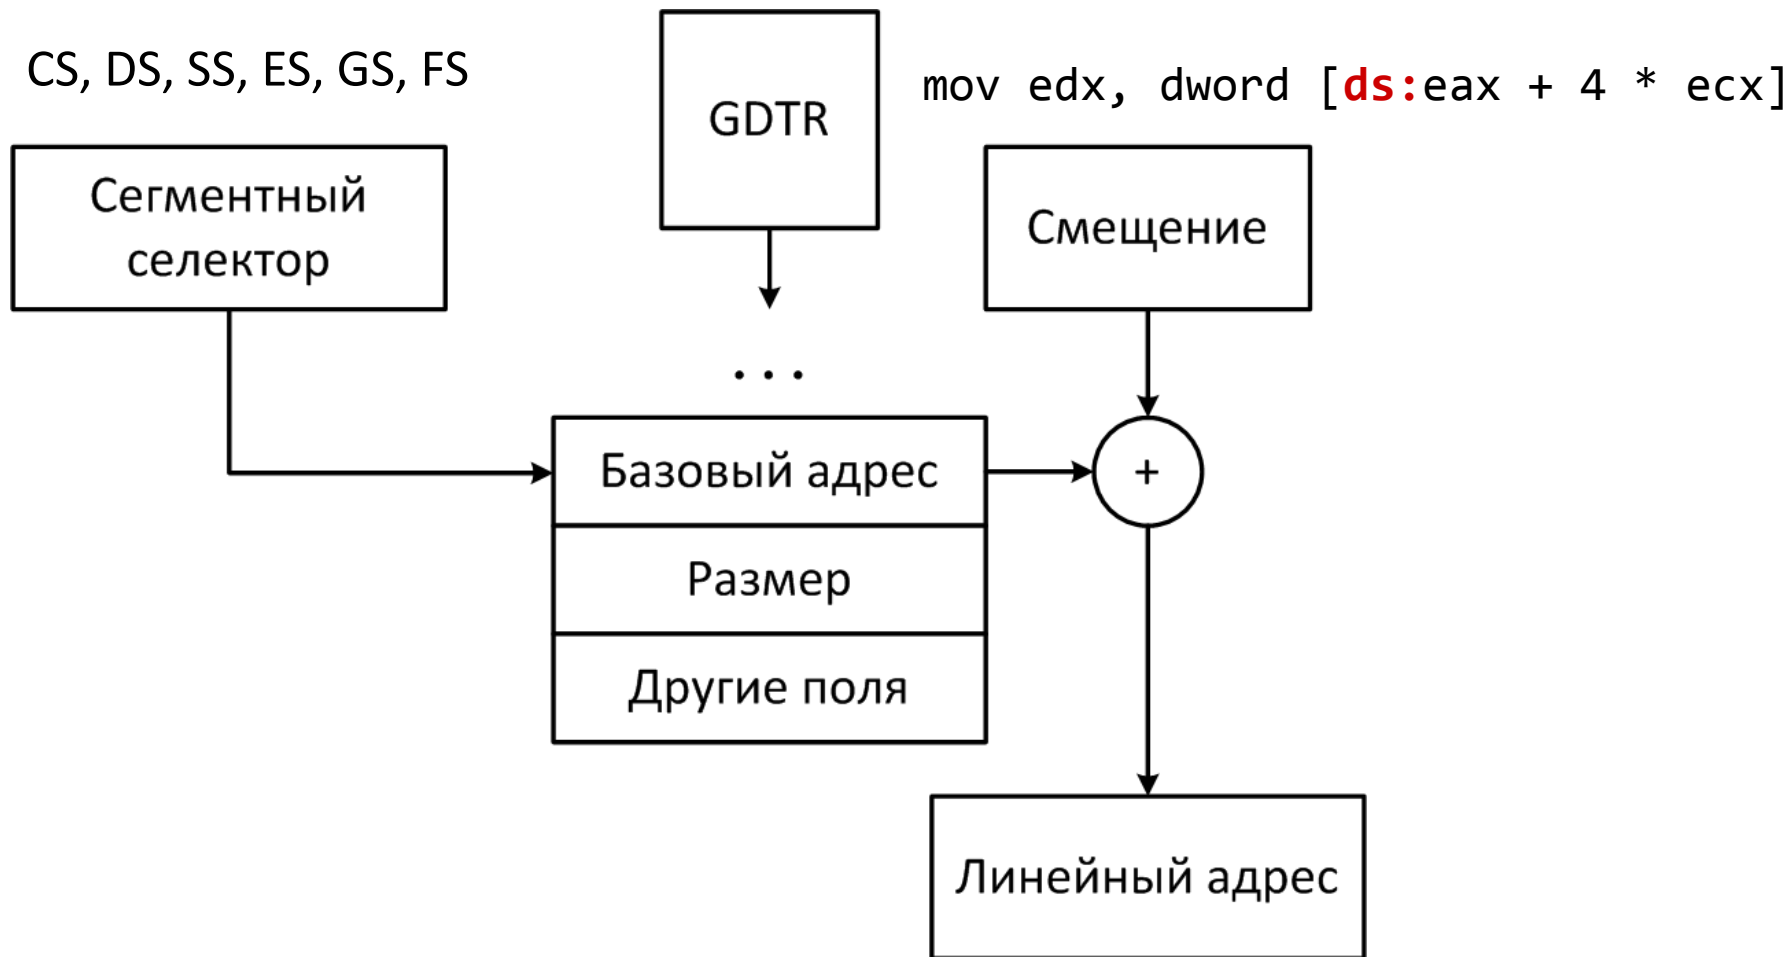 CS, DS, SS, ES, GS, FS
GDTR
mov edx, dword [ds:eax + 4 * ecx]
Сегментный
селектор
Смещение
...
Базовый адрес
+
Размер
Другие поля
Линейный адрес